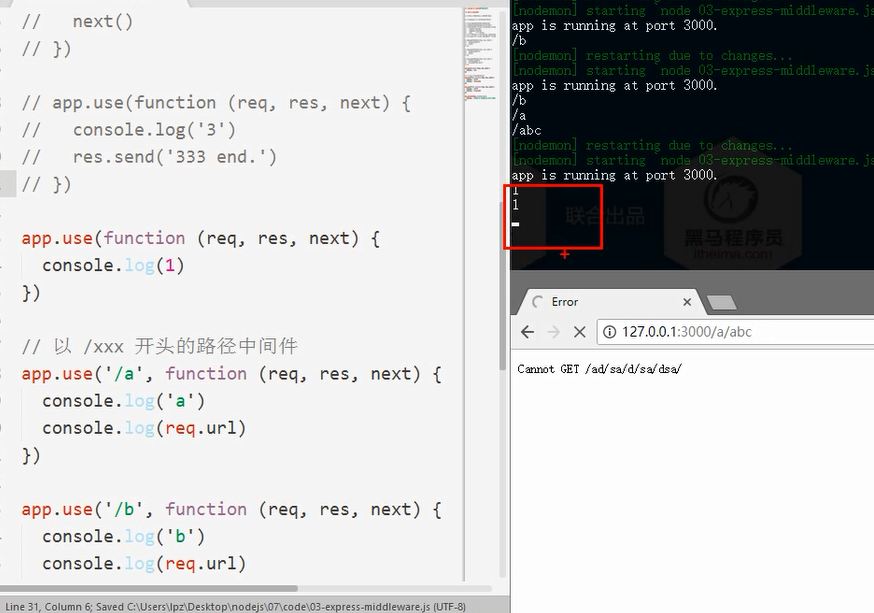 //   next()
// })
// app.use(function (req, res, next) {
//   console.log('3')
//   res.send('333 end.')
// })
app.use(function (req, res, next) {
  console.log(1)
})
// 以 /xxx 开头的路径中间件
app.use('/a', function (req, res, next) {
  console.log('a')
  console.log(req.url)
})
app.use('/b', function (req, res, next) {
  console.log('b')
  console.log(req.url)
Line 31, Column 6; Saved C:\Users\lpz\Desktop\nodejs\07\code\03-express-middleware.js (UTF-8)
[nodemon] starting `node 03-express-middleware.js
app is running at port 3000.
/b
[nodemon] restarting due to changes...
[nodemon] starting `node 03-express-middleware.js
app is running at port 3000.
/b
/a
/abc
[nodemon] restarting due to changes...
[nodemon] starting `node 03-express-middleware.js
app is running at port 3000.
1
1
联合出品
黑马程序员
itheima.com
Error
127.0.0.1:3000/a/abc
Cannot GET /ad/sa/d/sa/dsa/